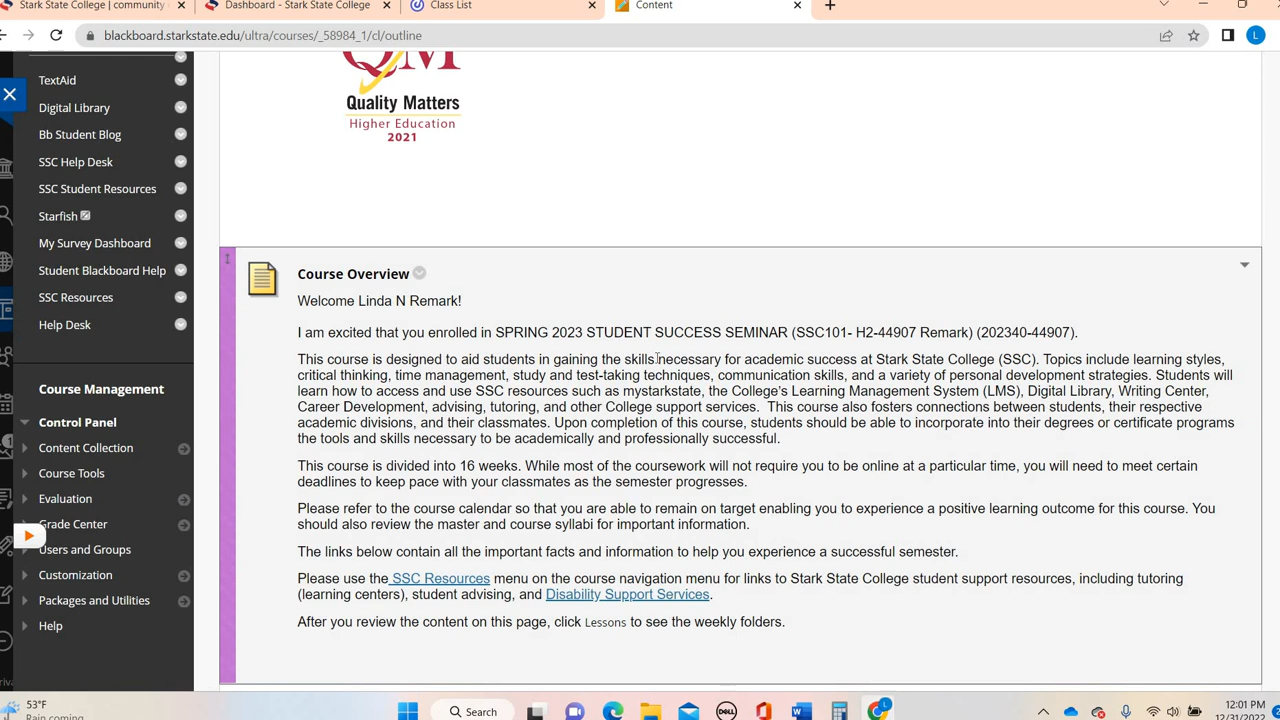 Stark State College | community
Dashboard - Stark State College
Class List
Content
blackboard.starkstate.edu/ultra/courses/_58984_1/cl/outline
L
TextAid
Digital Library
Bb Student Blog
SSC Help Desk
SSC Student Resources
Starfish
My Survey Dashboard
Student Blackboard Help
SSC Resources
Help Desk
Course Management
Control Panel
Content Collection
Course Tools
Evaluation
Grade Center
Users and Groups
Customization
Packages and Utilities
Help
QM
Quality Matters
Higher Education
2021
Course Overview
Welcome Linda N Remark!
I am excited that you enrolled in SPRING 2023 STUDENT SUCCESS SEMINAR (SSC101- H2-44907 Remark) (202340-44907).
This course is designed to aid students in gaining the skills necessary for academic success at Stark State College (SSC). Topics include learning styles,
critical thinking, time management, study and test-taking techniques, communication skills, and a variety of personal development strategies. Students will
learn how to access and use SSC resources such as mystarkstate, the College's Learning Management System (LMS), Digital Library, Writing Center,
Career Development, advising, tutoring, and other College support services. This course also fosters connections between students, their respective
academic divisions, and their classmates. Upon completion of this course, students should be able to incorporate into their degrees or certificate programs
the tools and skills necessary to be academically and professionally successful.
This course is divided into 16 weeks. While most of the coursework will not require you to be online at a particular time, you will need to meet certain
deadlines to keep pace with your classmates as the semester progresses.
Please refer to the course calendar so that you are able to remain on target enabling you to experience a positive learning outcome for this course. You
should also review the master and course syllabi for important information.
The links below contain all the important facts and information to help you experience a successful semester.
Please use the SSC Resources menu on the course navigation menu for links to Stark State College student support resources, including tutoring
(learning centers), student advising, and Disability Support Services.
After you review the content on this page, click Lessons to see the weekly folders.
53°F
Rain coming
Search
DELL
12:01 PM
12/31/2022